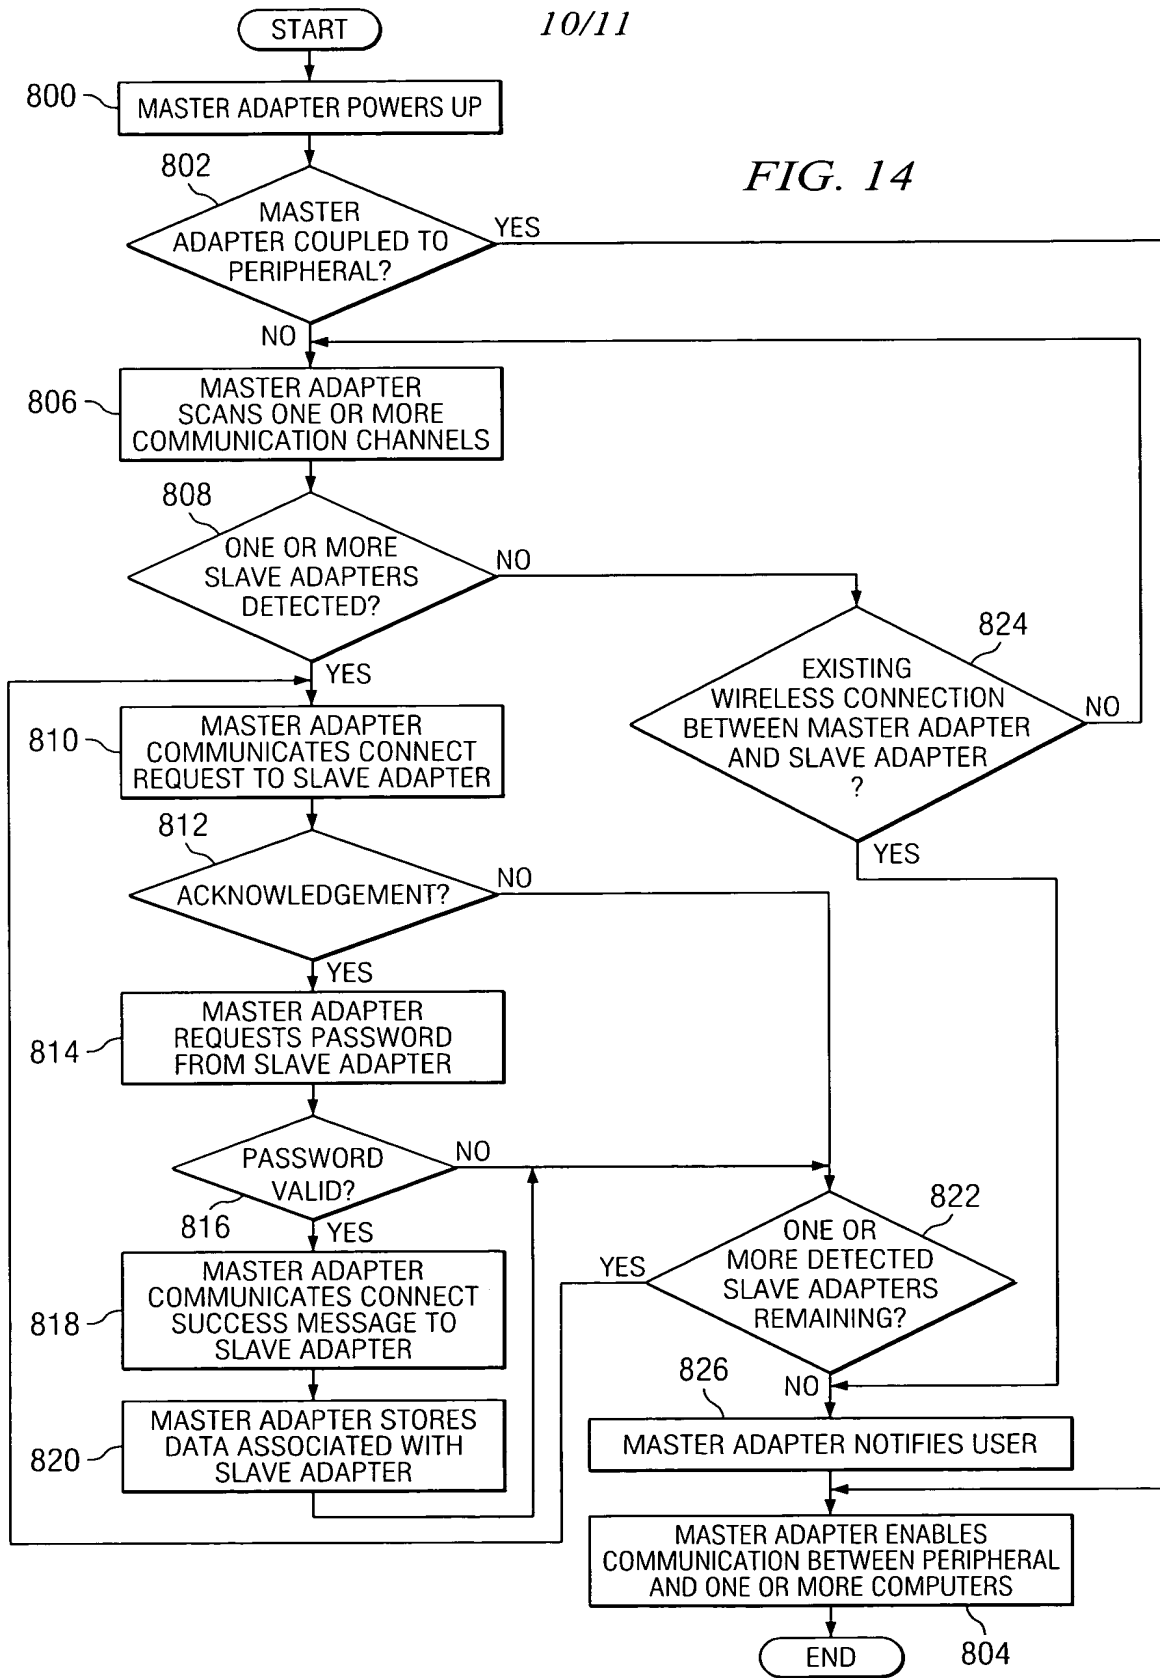 START
10/11
800
MASTER ADAPTER POWERS UP
802
FIG. 14
MASTER
ADAPTER COUPLED TO
PERIPHERAL?
YES
NO
806
MASTER ADAPTER
SCANS ONE OR MORE
COMMUNICATION CHANNELS
808
ONE OR MORE
SLAVE ADAPTERS
DETECTED?
NO
YES
824
EXISTING
WIRELESS CONNECTION
BETWEEN MASTER ADAPTER
AND SLAVE ADAPTER
?
NO
YES
810
MASTER ADAPTER
COMMUNICATES CONNECT
REQUEST TO SLAVE ADAPTER
812
ACKNOWLEDGEMENT?
NO
YES
814
MASTER ADAPTER
REQUESTS PASSWORD
FROM SLAVE ADAPTER
PASSWORD
VALID?
NO
816
YES
822
ONE OR
MORE DETECTED
SLAVE ADAPTERS
REMAINING?
YES
NO
818
MASTER ADAPTER
COMMUNICATES CONNECT
SUCCESS MESSAGE TO
SLAVE ADAPTER
820
MASTER ADAPTER STORES
DATA ASSOCIATED WITH
SLAVE ADAPTER
826
MASTER ADAPTER NOTIFIES USER
MASTER ADAPTER ENABLES
COMMUNICATION BETWEEN PERIPHERAL
AND ONE OR MORE COMPUTERS
804
END